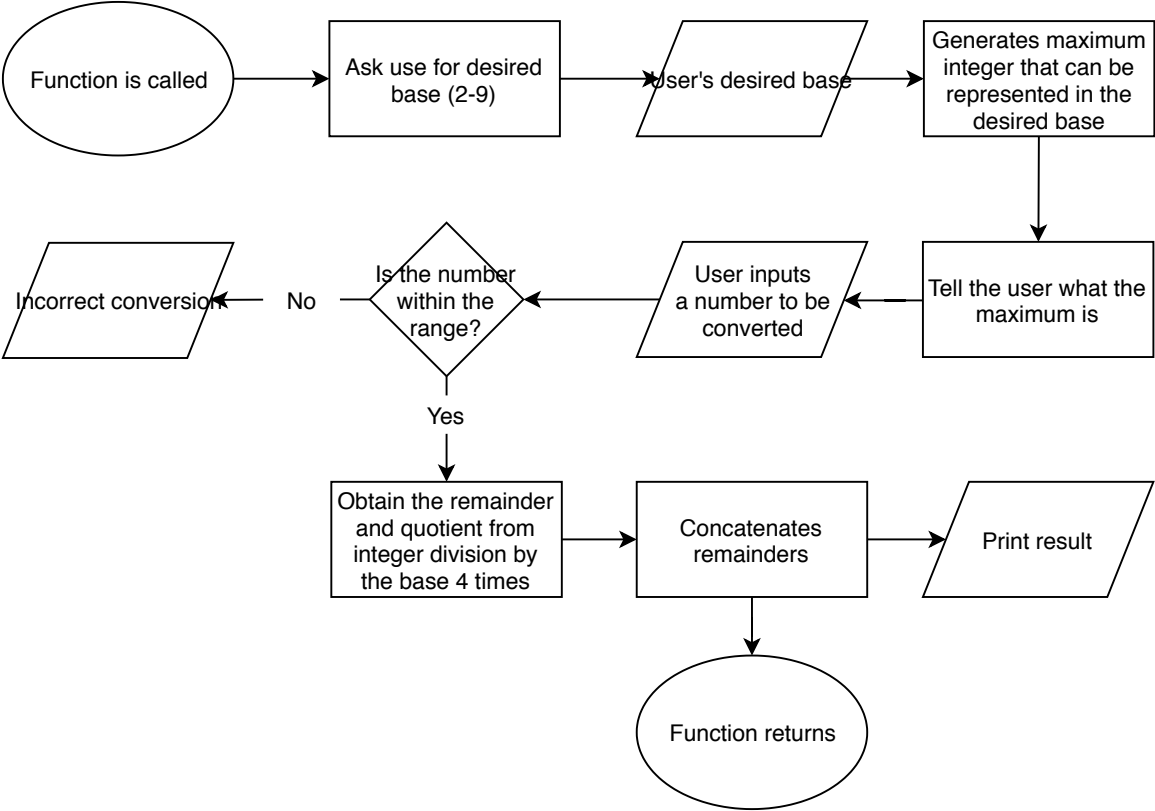 Function is called
Ask use for desired
base (2-9)
User's desired base
Generates maximum
integer that can be
represented in the
desired base
Incorrect conversion
No
Is the number
within the
range?
User inputs
a number to be
converted
Tell the user what the
maximum is
Yes
Obtain the remainder
and quotient from
integer division by
the base 4 times
Concatenates
remainders
Print result
Function returns